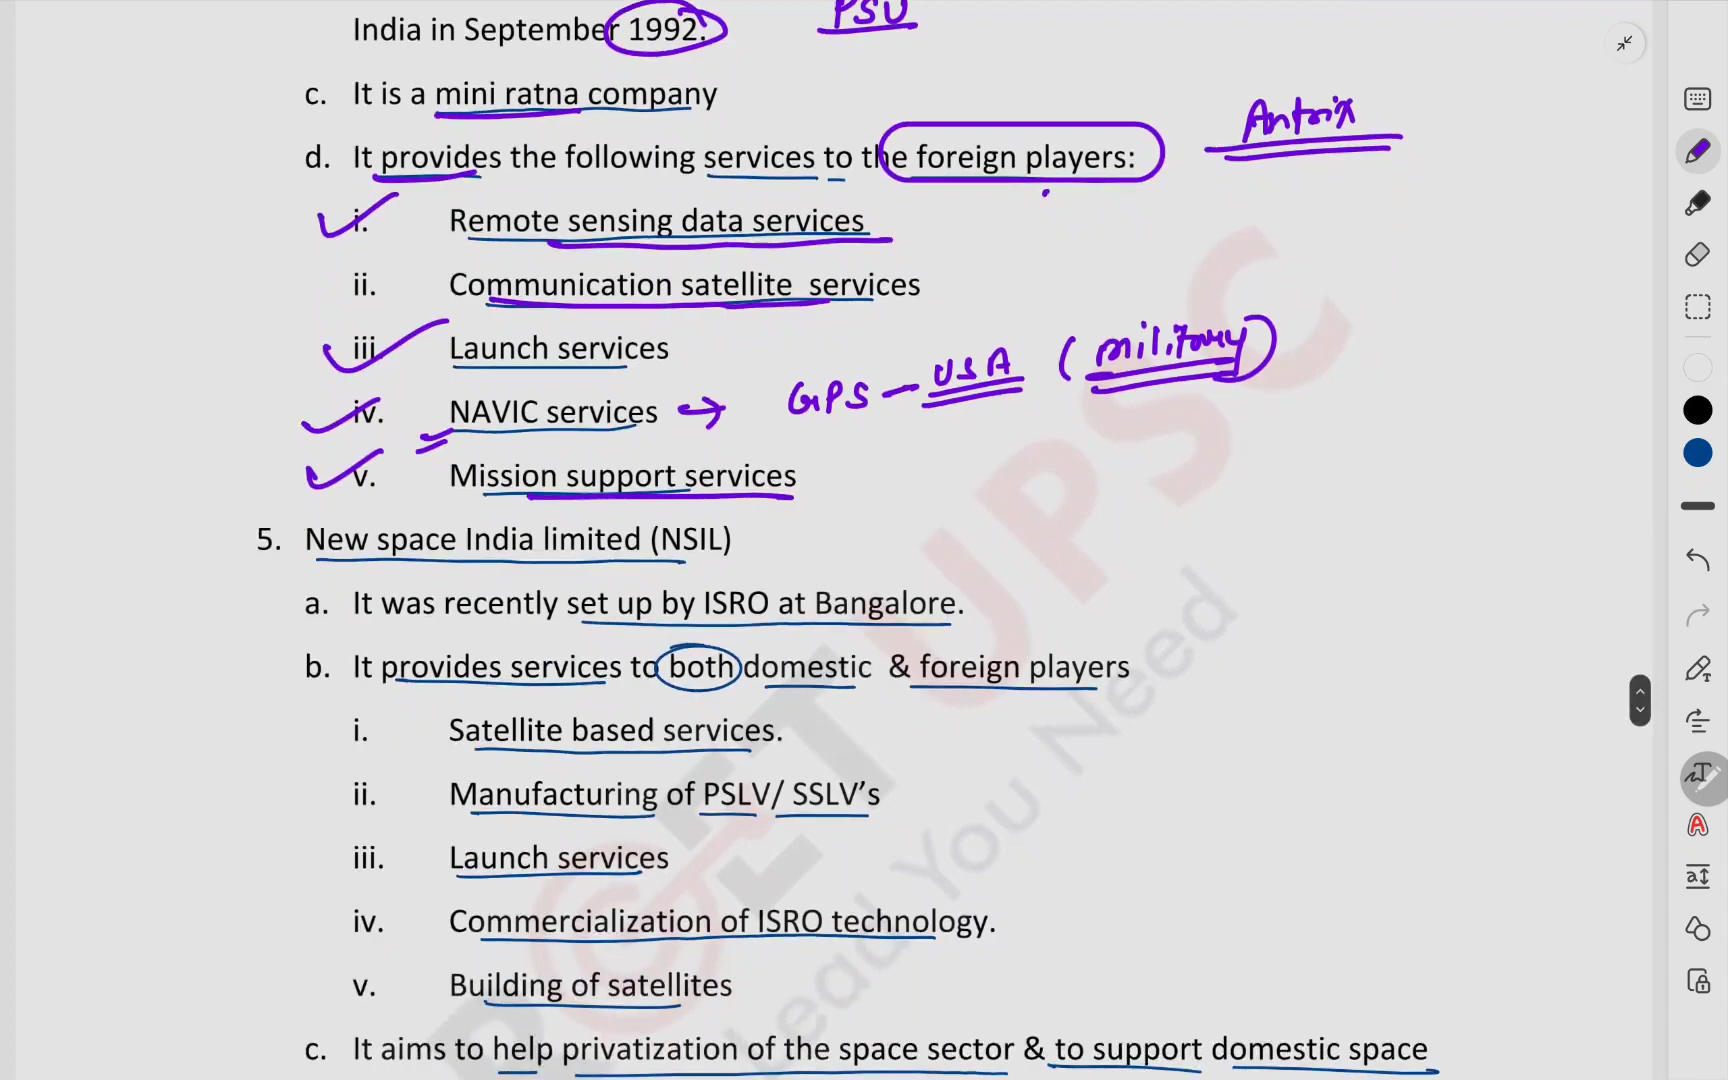 PSU
India in September 1992.
c. It is a mini ratna company
Antrix
d. It provides the following services to the foreign players:
i. Remote sensing data services
ii. Communication satellite services
iii. Launch services
GPS - USA (military)
iv. NAVIC services →
v. Mission support services
5. New space India limited (NSIL)
a. It was recently set up by ISRO at Bangalore.
b. It provides services to both domestic & foreign players
i. Satellite based services.
ii. Manufacturing of PSLV/ SSLV's
iii. Launch services
iv. Commercialization of ISRO technology.
v. Building of satellites
c. It aims to help privatization of the space sector & to support domestic space
GETUPSC
Lead You Need